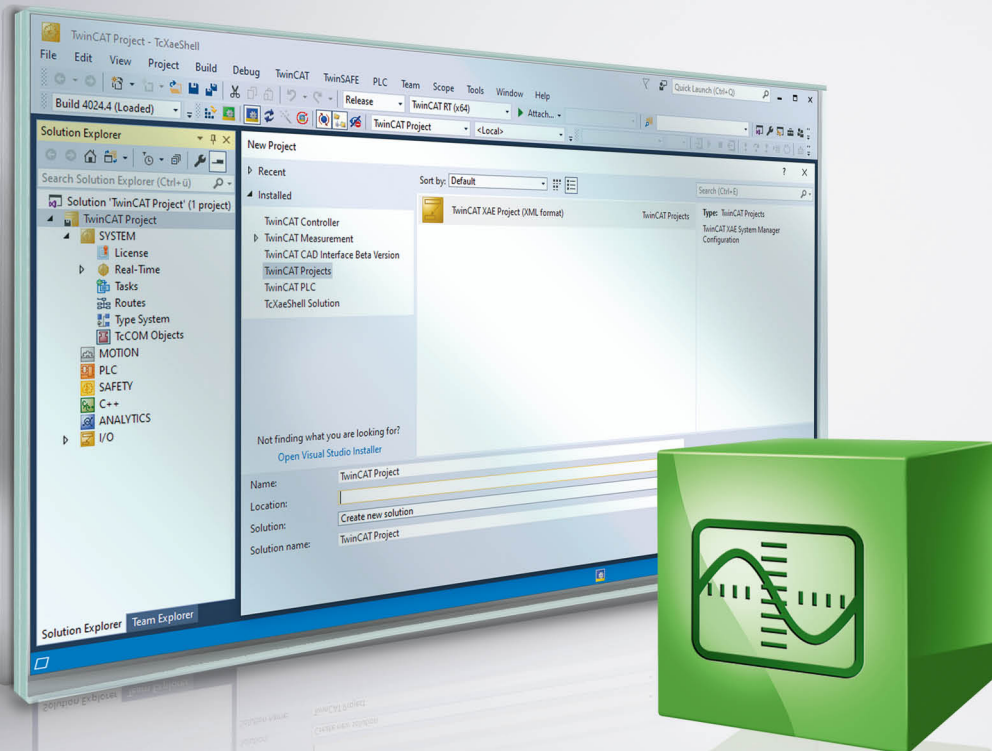 TwinCAT Project - TcXaeShell
Quick Launch (Ctrl+Q)
File Edit View Project Build Debug TwinCAT TwinSAFE PLC Team Scope Tools Window Help
Release TwinCAT RT (x64) Attach...
Build 4024.4 (Loaded) TwinCAT Project <Local>
Solution Explorer
Search Solution Explorer (Ctrl+ü)
Solution 'TwinCAT Project' (1 project)
TwinCAT Project
SYSTEM
License
Real-Time
Tasks
Routes
Type System
TcCOM Objects
MOTION
PLC
SAFETY
C++
ANALYTICS
I/O
Solution Explorer Team Explorer
New Project
? X
Recent
Installed
TwinCAT Controller
TwinCAT Measurement
TwinCAT CAD Interface Beta Version
TwinCAT Projects
TwinCAT PLC
TcXaeShell Solution
Not finding what you are looking for?
Open Visual Studio Installer
Sort by: Default
TwinCAT XAE Project (XML format) TwinCAT Projects
Search (Ctrl+E)
Type: TwinCAT Projects
TwinCAT XAE System Manager
Configuration
Name: TwinCAT Project
Location:
Solution: Create new solution
Solution name: TwinCAT Project